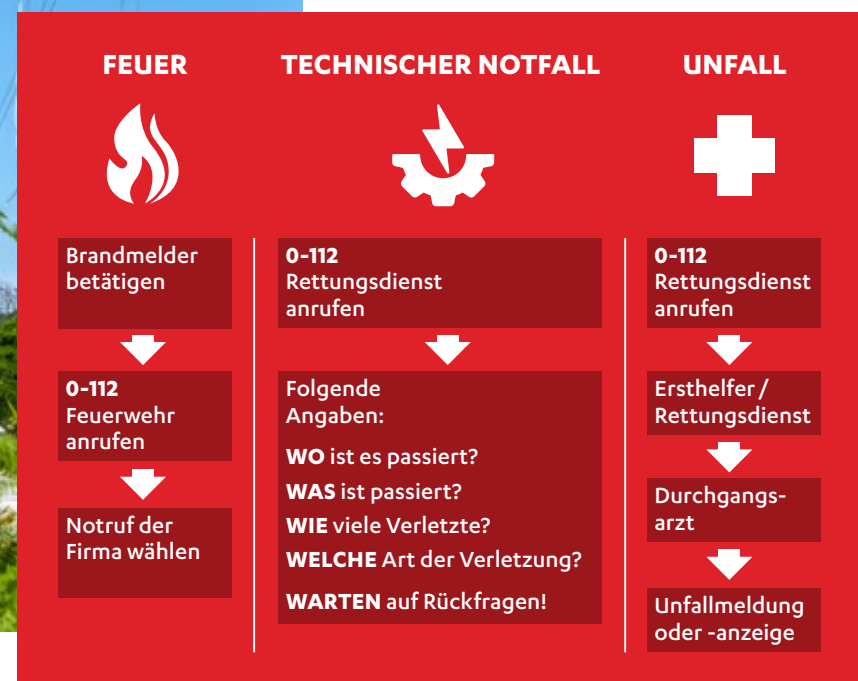 FEUER
Brandmelder
betätigen
0-112
Feuerwehr
anrufen
Notruf der
Firma wählen
TECHNISCHER NOTFALL
0-112
Rettungsdienst
anrufen
Folgende
Angaben:
WO ist es passiert?
WAS ist passiert?
WIE viele Verletzte?
WELCHE Art der Verletzung?
WARTEN auf Rückfragen!
UNFALL
0-112
Rettungsdienst
anrufen
Ersthelfer /
Rettungsdienst
Durchgangs-
arzt
Unfallmeldung
oder -anzeige